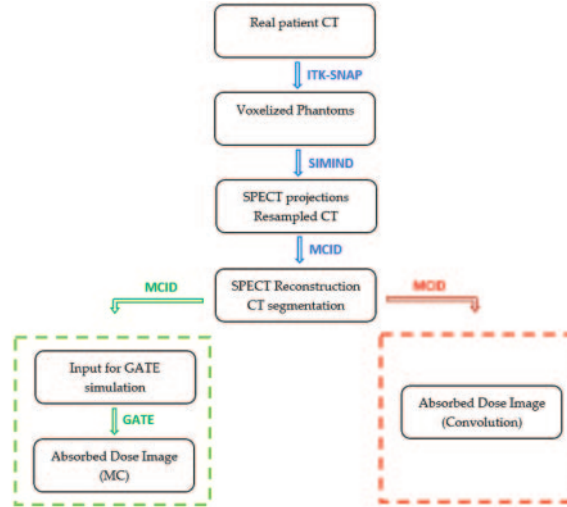 Real patient CT
ITK-SNAP
Voxelized Phantoms
SIMIND
SPECT projections
Resampled CT
MCID
MCID
SPECT Reconstruction
CT segmentation
MCID
Input for GATE
simulation
GATE
Absorbed Dose Image
(MC)
Absorbed Dose Image
(Convolution)